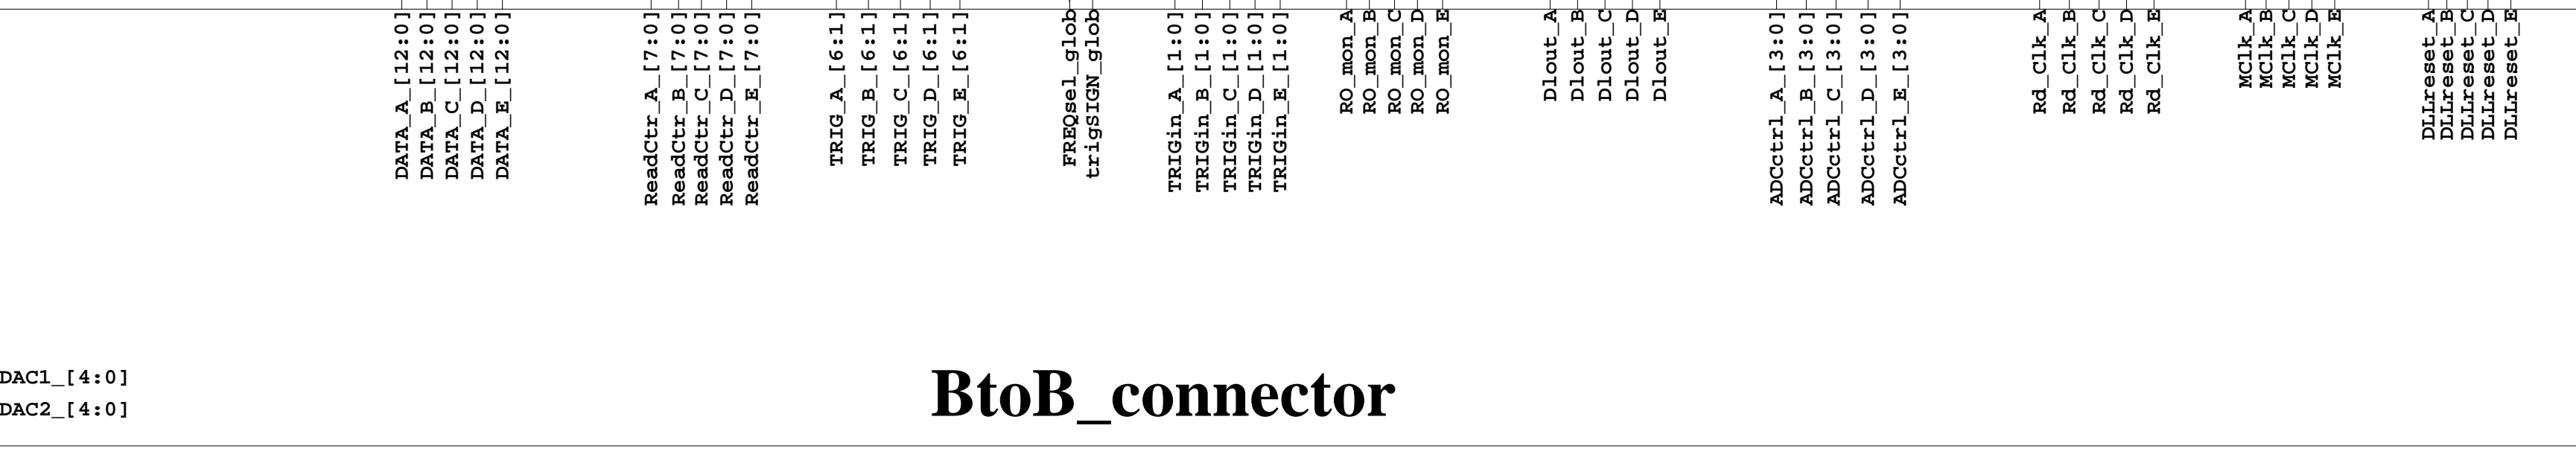 DATA_A_[12:0]
DATA_B_[12:0]
DATA_C_[12:0]
DATA_D_[12:0]
DATA_E_[12:0]
ReadCtr_A_[7:0]
ReadCtr_B_[7:0]
ReadCtr_C_[7:0]
ReadCtr_D_[7:0]
ReadCtr_E_[7:0]
TRIG_A_[6:1]
TRIG_B_[6:1]
TRIG_C_[6:1]
TRIG_D_[6:1]
TRIG_E_[6:1]
FREQsel_glob
trigSIGN_glob
TRIGin_A_[1:0]
TRIGin_B_[1:0]
TRIGin_C_[1:0]
TRIGin_D_[1:0]
TRIGin_E_[1:0]
RO_mon_A
RO_mon_B
RO_mon_C
RO_mon_D
RO_mon_E
Dlout_A
Dlout_B
Dlout_C
Dlout_D
Dlout_E
ADCctrl_A_[3:0]
ADCctrl_B_[3:0]
ADCctrl_C_[3:0]
ADCctrl_D_[3:0]
ADCctrl_E_[3:0]
Rd_Clk_A
Rd_Clk_B
Rd_Clk_C
Rd_Clk_D
Rd_Clk_E
MClk_A
MClk_B
MClk_C
MClk_D
MClk_E
DLLreset_A
DLLreset_B
DLLreset_C
DLLreset_D
DLLreset_E
DAC1_[4:0]
DAC2_[4:0]
BtoB_connector